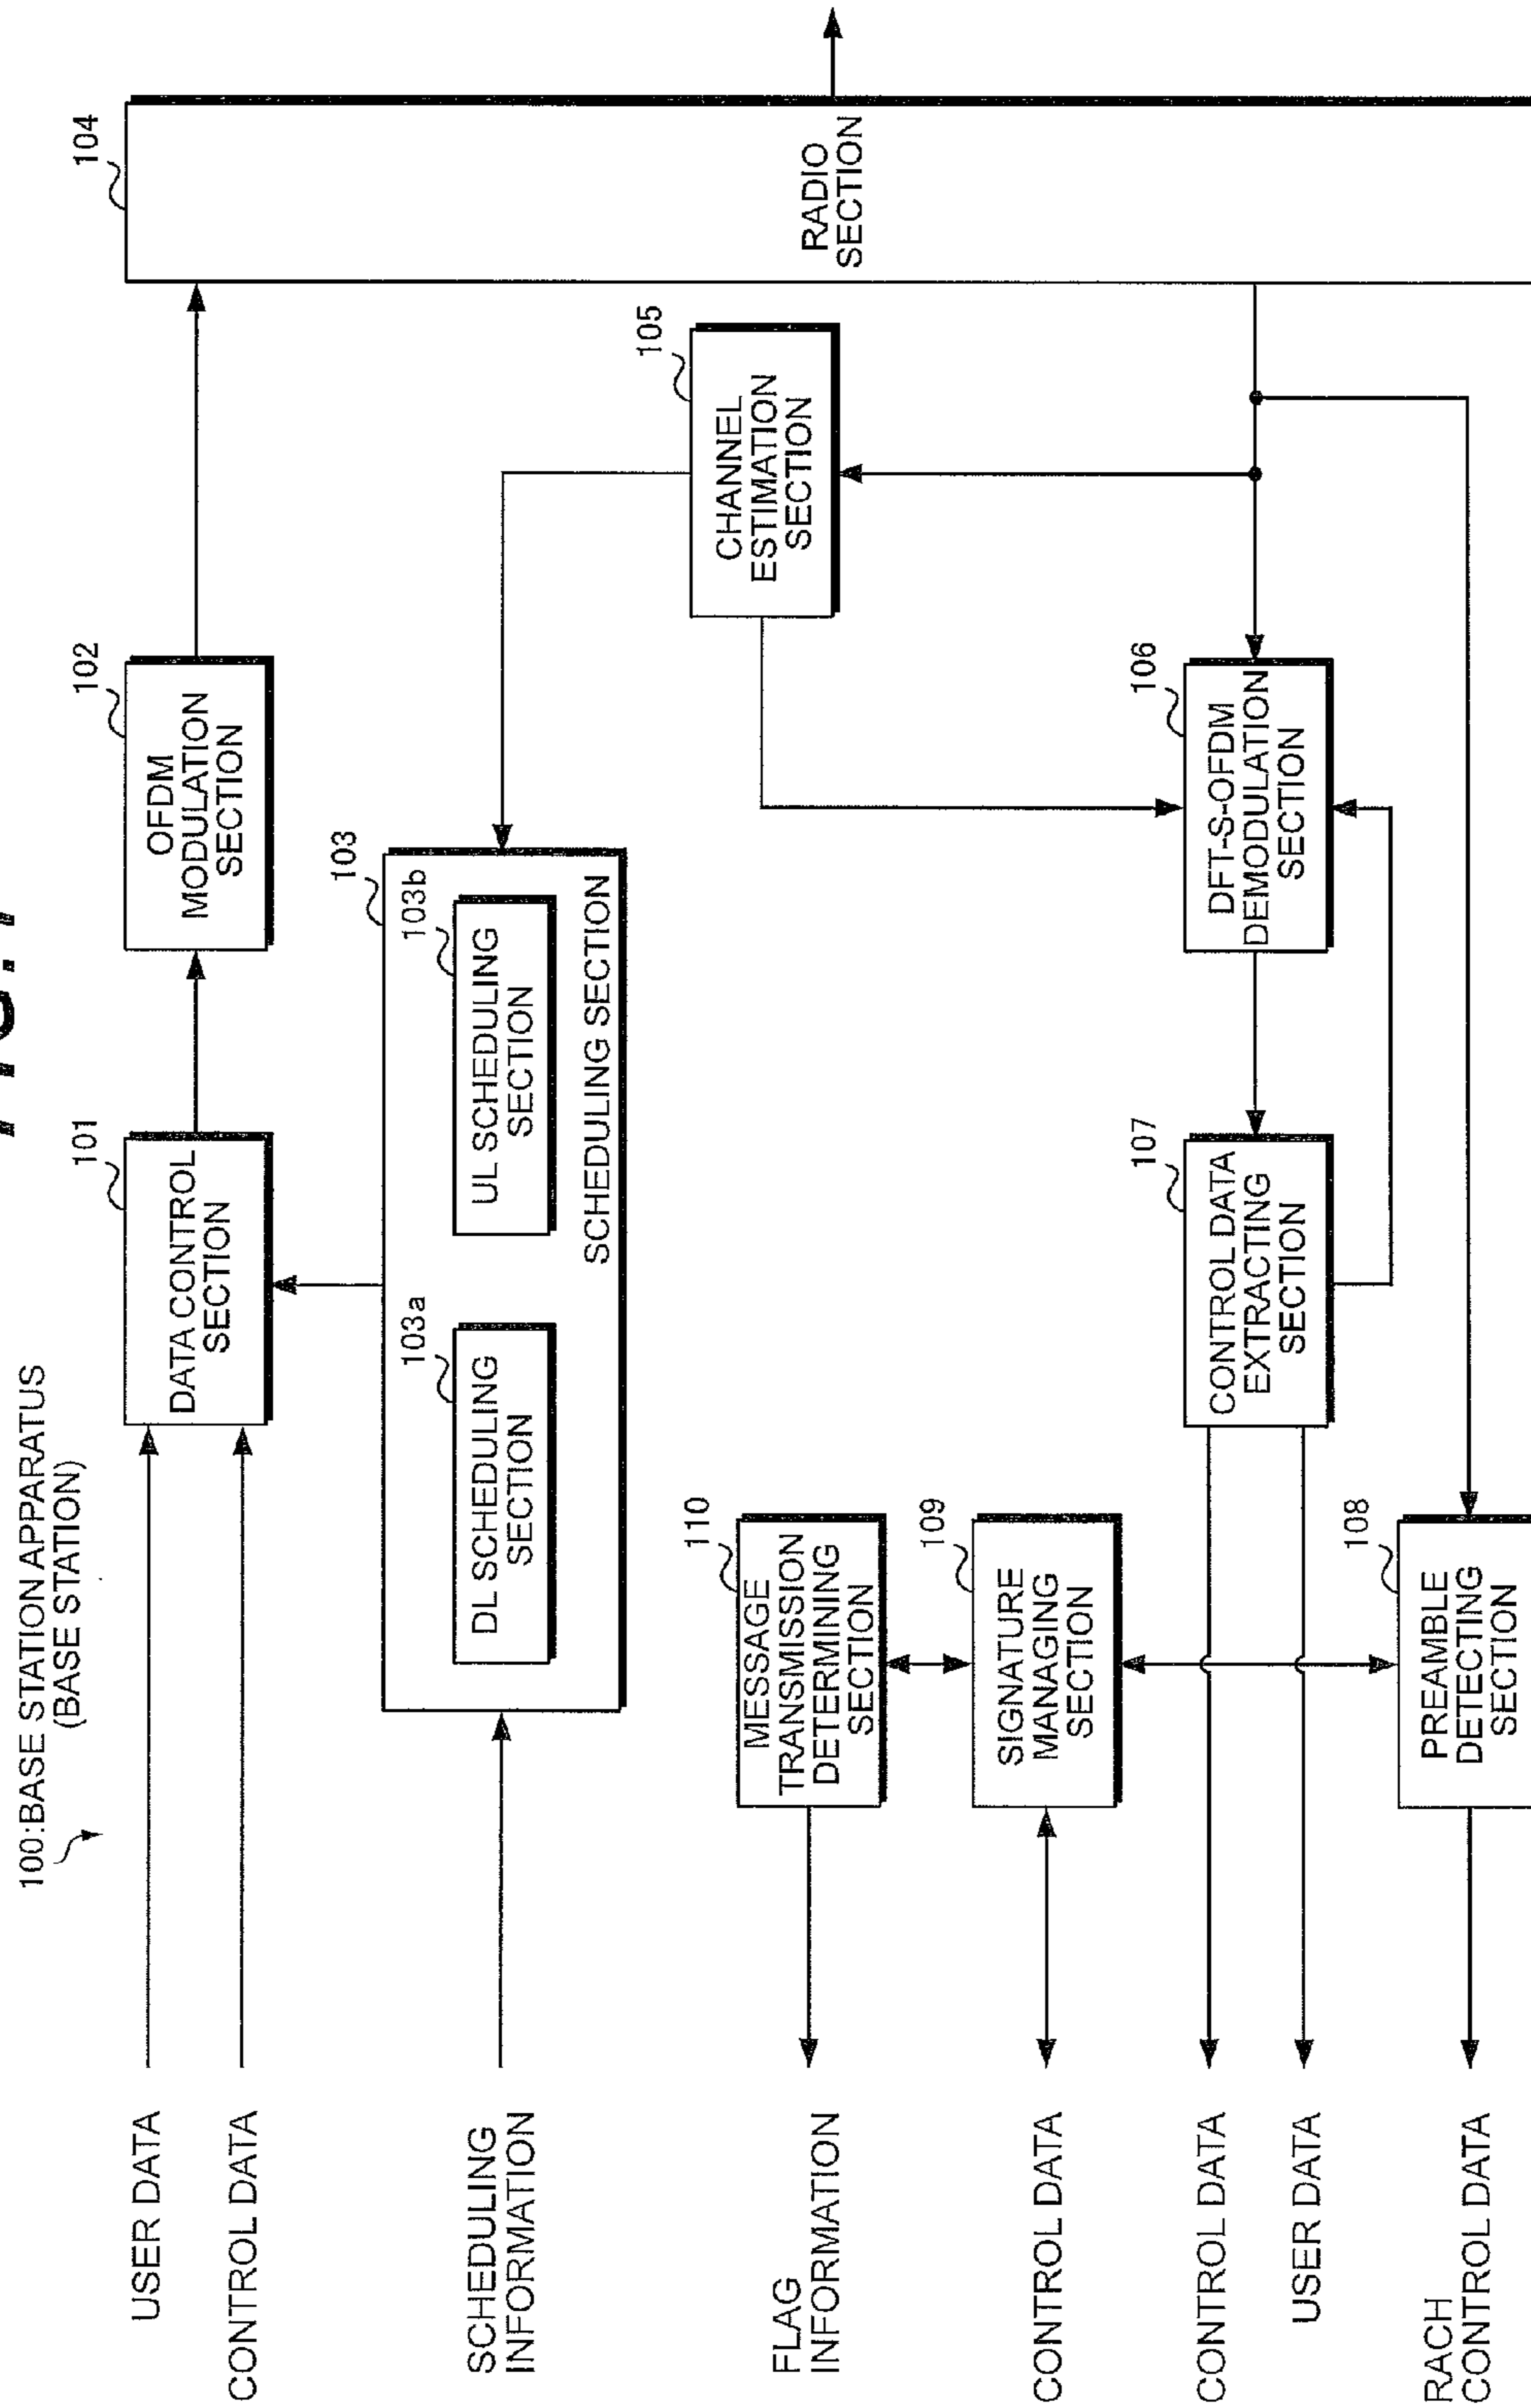 100:BASE STATION APPARATUS
(BASE STATION)
USER DATA
CONTROL DATA
101
DATA CONTROL
SECTION
102
OFDM
MODULATION
SECTION
104
RADIO
SECTION
SCHEDULING
INFORMATION
103
103a
DL SCHEDULING
SECTION
103b
UL SCHEDULING
SECTION
SCHEDULING SECTION
105
CHANNEL
ESTIMATION
SECTION
FLAG
INFORMATION
110
MESSAGE
TRANSMISSION
DETERMINING
SECTION
CONTROL DATA
109
SIGNATURE
MANAGING
SECTION
CONTROL DATA
USER DATA
107
CONTROL DATA
EXTRACTING
SECTION
106
DFT-S-OFDM
DEMODULATION
SECTION
RACH
CONTROL DATA
108
PREAMBLE
DETECTING
SECTION